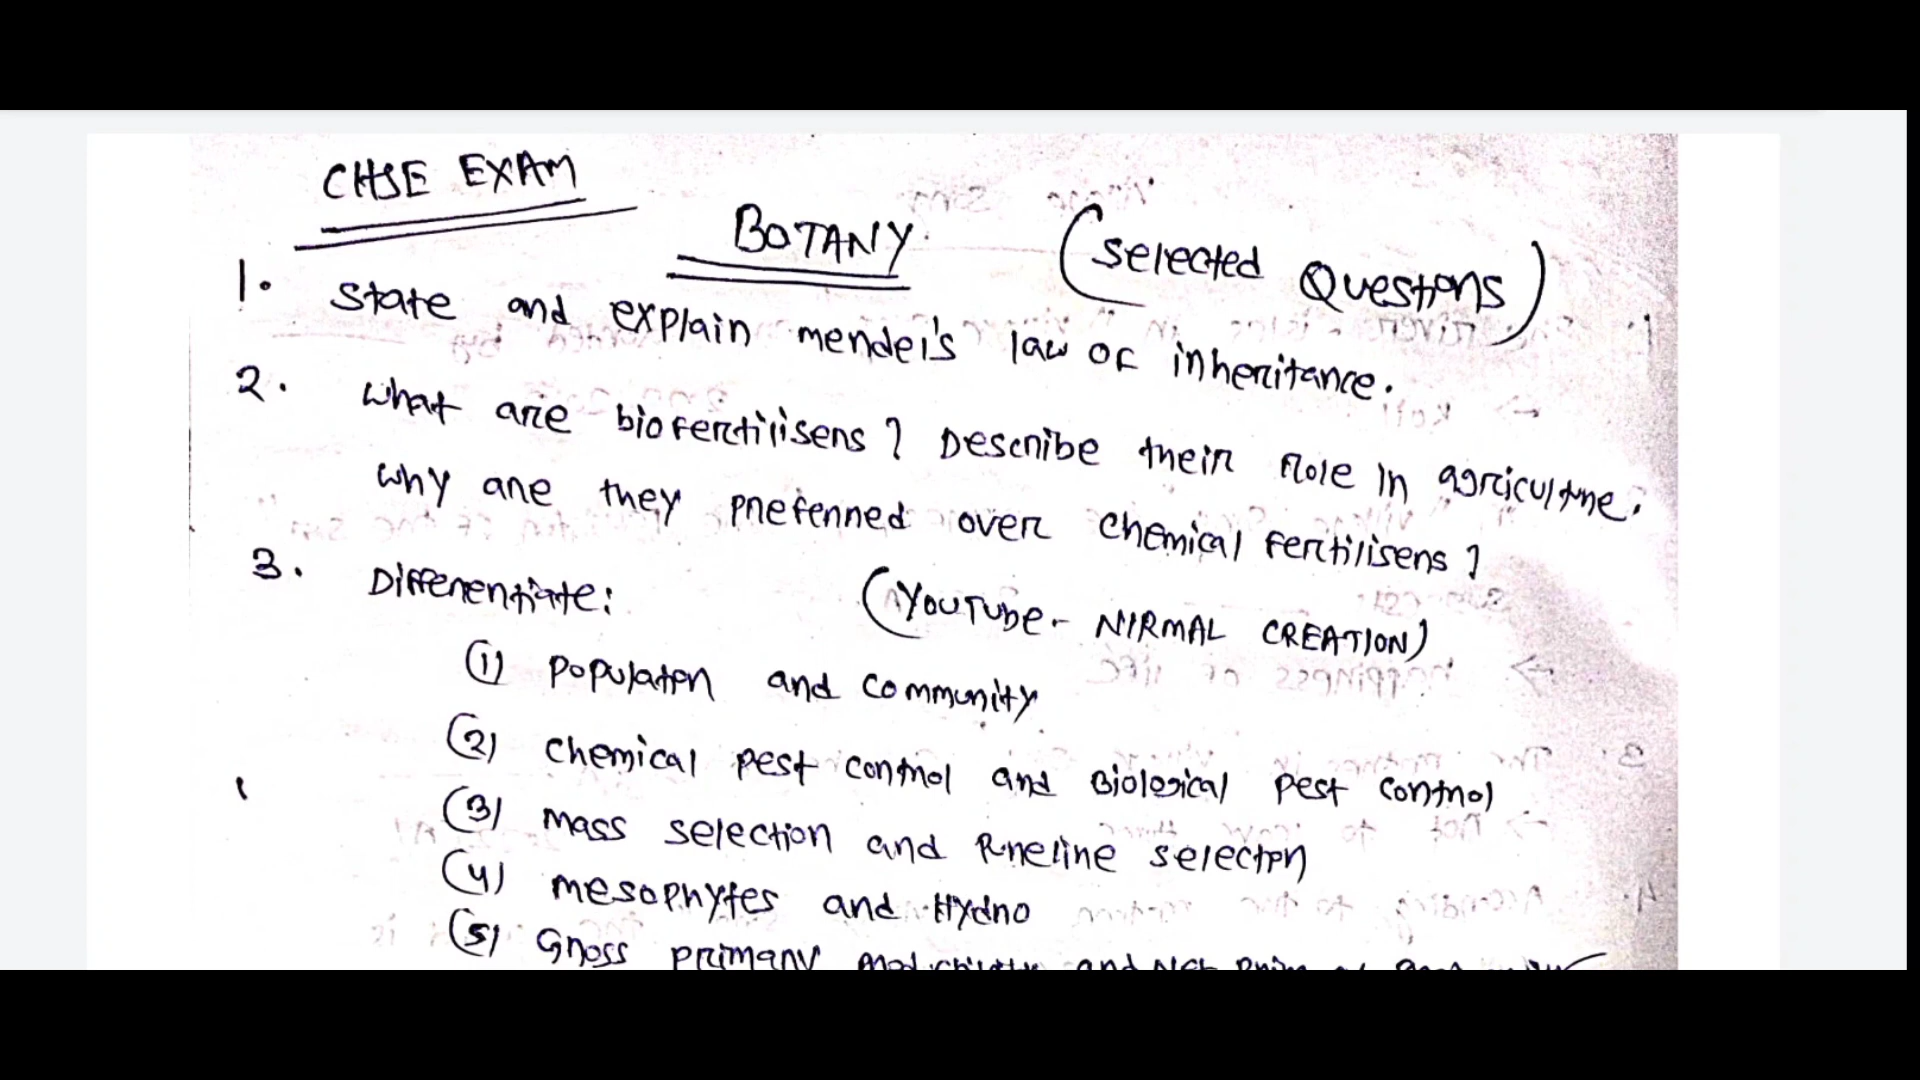 CHSE EXAM
BOTANY (Selected Questions)
1. State and explain mendel's law of inheritance.
2. What are biofertilisers? Describe their role in agriculture.
Why are they preferred over chemical fertilisers?
3. Differentiate: (YOUTUBE - NIRMAL CREATION)
(1) Population and community
(2) Chemical pest control and Biological pest control
(3) mass selection and Pureline selection
(4) mesophytes and Hydro
(5) Gross primary productivity and Net